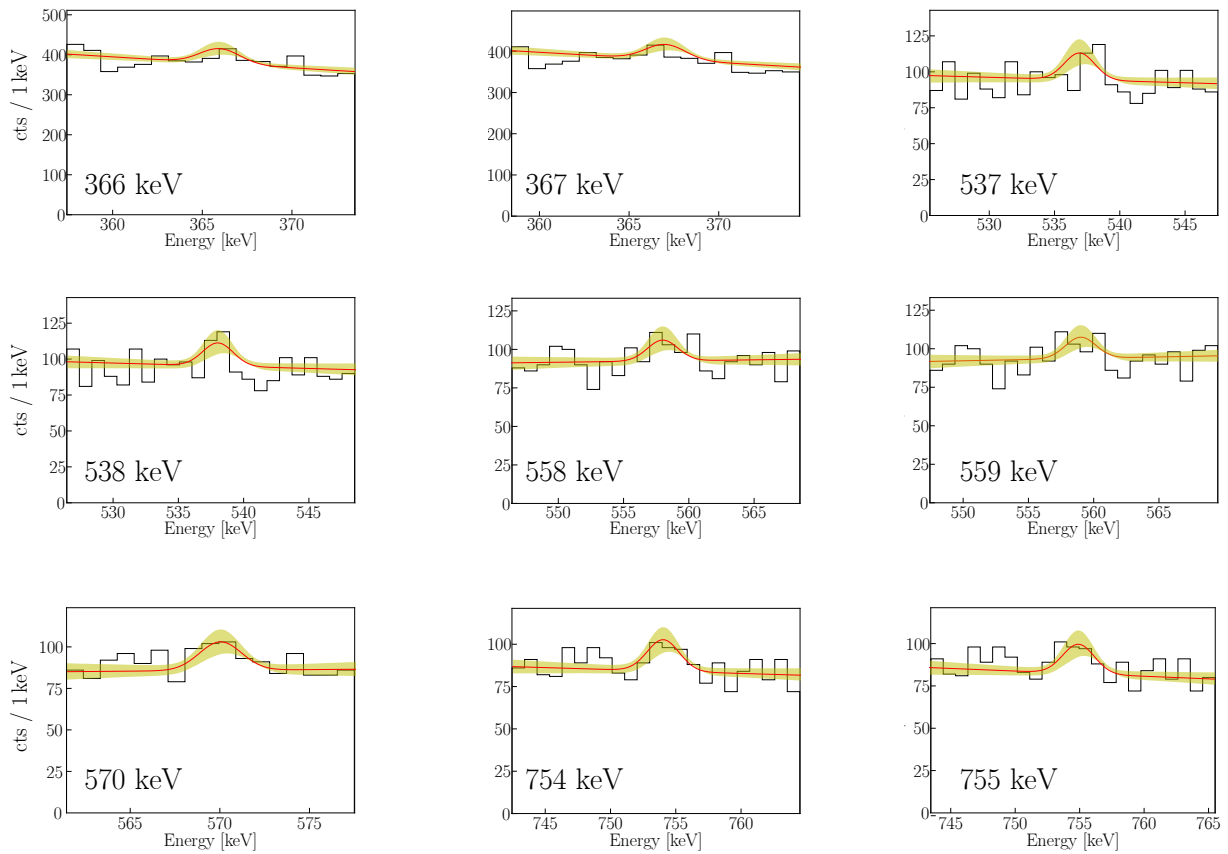 500
400
300
200
100
0
cts / 1 keV
366 keV
360 365 370
Energy [keV]
400
300
200
100
0
367 keV
360 365 370
Energy [keV]
125
100
75
50
25
0
537 keV
530 535 540 545
Energy [keV]
125
100
75
50
25
0
cts / 1 keV
538 keV
530 535 540 545
Energy [keV]
125
100
75
50
25
0
558 keV
550 555 560 565
Energy [keV]
125
100
75
50
25
0
559 keV
550 555 560 565
Energy [keV]
100
75
50
25
0
cts / 1 keV
570 keV
565 570 575
Energy [keV]
100
75
50
25
0
754 keV
745 750 755 760
Energy [keV]
100
75
50
25
0
755 keV
745 750 755 760 765
Energy [keV]